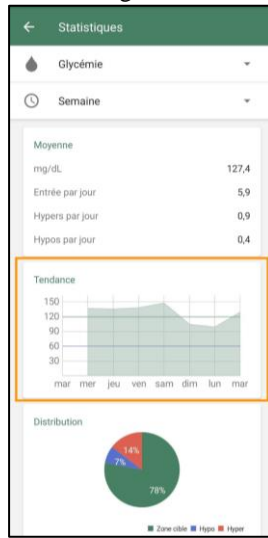 Statistiques
Glycémie
Semaine
Moyenne
mg/dL 127,4
Entrée par jour 5,9
Hypers par jour 0,9
Hypos par jour 0,4
Tendance
150
120
90
60
30
mar mer jeu ven sam dim lun mar
Distribution
14%
7%
78%
Zone cible Hypo Hyper